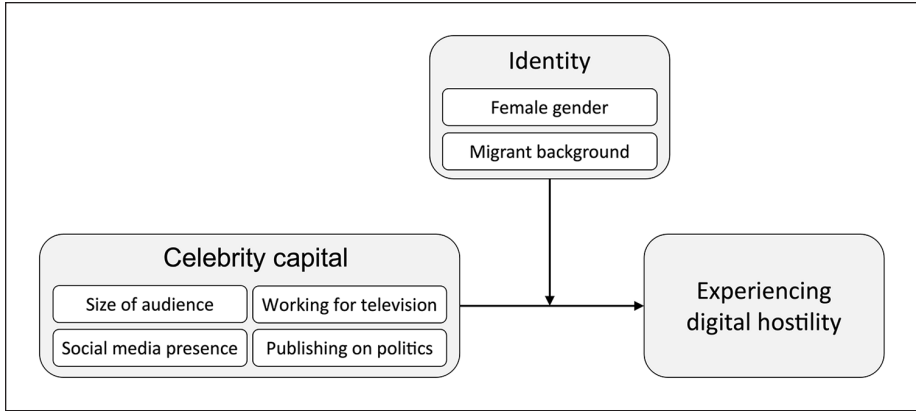 Identity
Female gender
Migrant background
Celebrity capital
Size of audience
Working for television
Social media presence
Publishing on politics
Experiencing
digital hostility